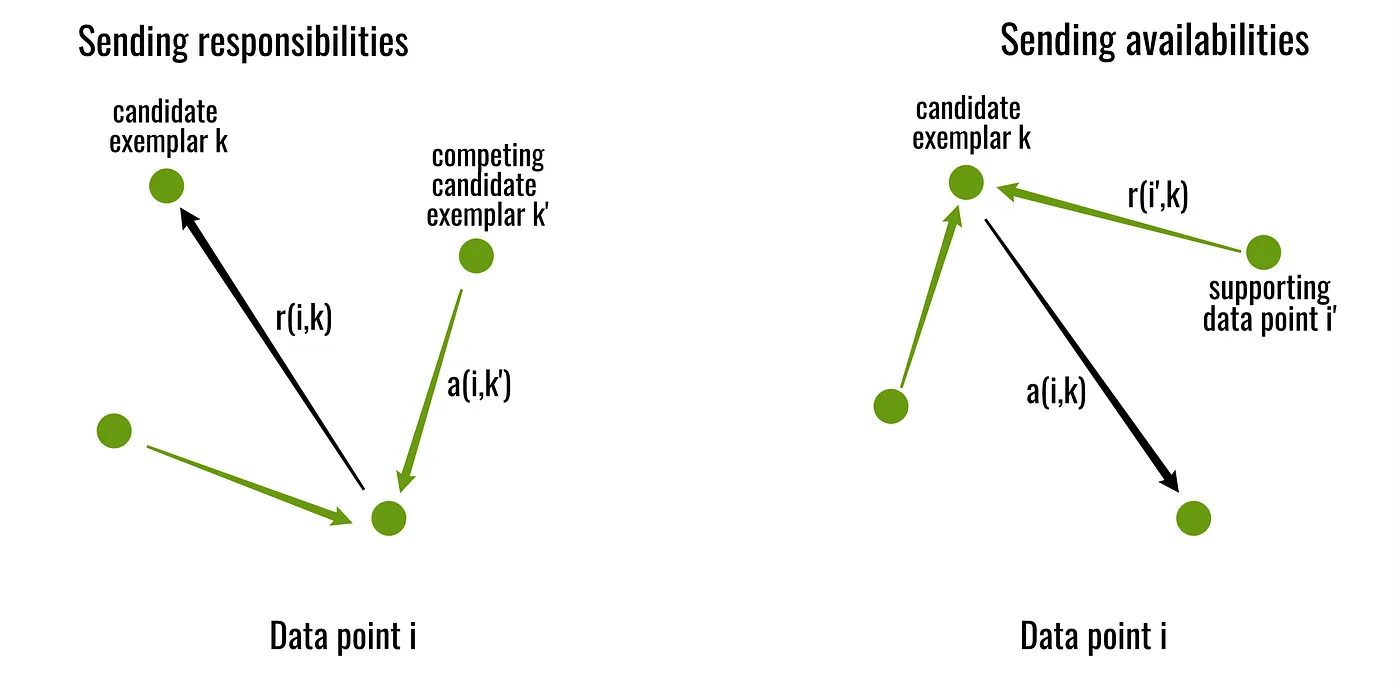 Sending responsibilities
candidate
exemplar k
competing
candidate
exemplar k'
r(i,k)
a(i,k')
Data point i
Sending availabilities
candidate
exemplar k
r(i',k)
supporting
data point i'
a(i,k)
Data point i